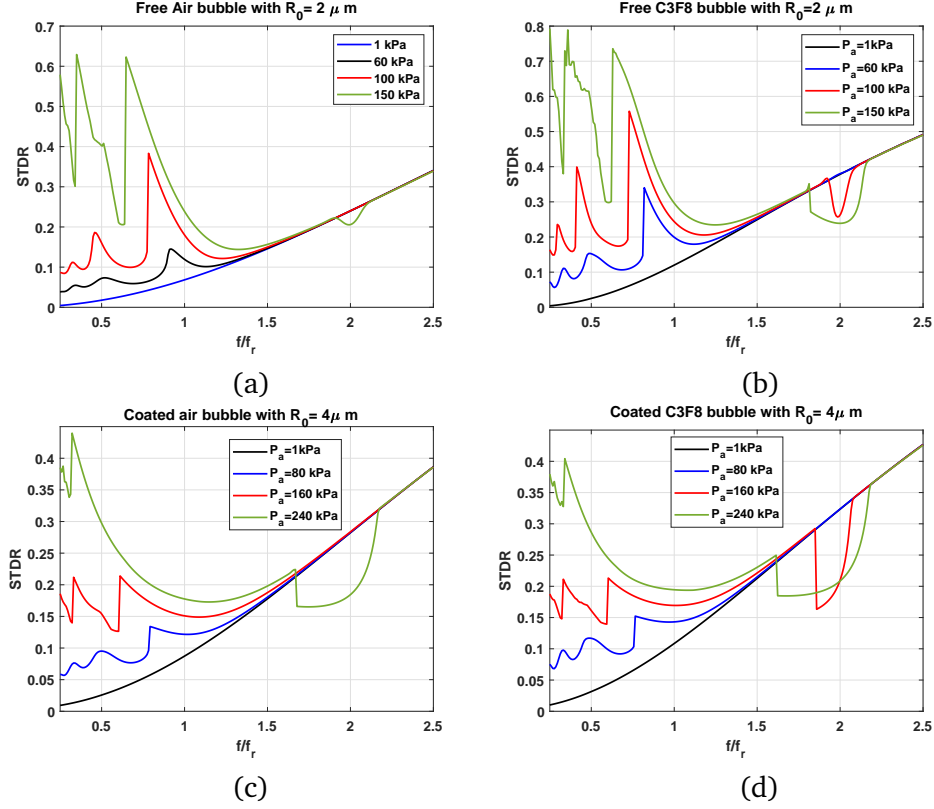 Free Air bubble with R0= 2 μ m
STDR
0.7
0.6
0.5
0.4
0.3
0.2
0.1
0
1 kPa
60 kPa
100 kPa
150 kPa
0.5 1 1.5 2 2.5
f/fr
(a)
Free C3F8 bubble with R0=2 μ m
STDR
0.8
0.7
0.6
0.5
0.4
0.3
0.2
0.1
0
Pa=1kPa
Pa=60 kPa
Pa=100 kPa
Pa=150 kPa
0.5 1 1.5 2 2.5
f/fr
(b)
Coated air bubble with R0= 4μ m
STDR
0.4
0.35
0.3
0.25
0.2
0.15
0.1
0.05
0
Pa=1kPa
Pa=80 kPa
Pa=160 kPa
Pa=240 kPa
0.5 1 1.5 2 2.5
f/fr
(c)
Coated C3F8 bubble with R0= 4μ m
STDR
0.4
0.35
0.3
0.25
0.2
0.15
0.1
0.05
0
Pa=1kPa
Pa=80 kPa
Pa=160 kPa
Pa=240 kPa
0.5 1 1.5 2 2.5
f/fr
(d)